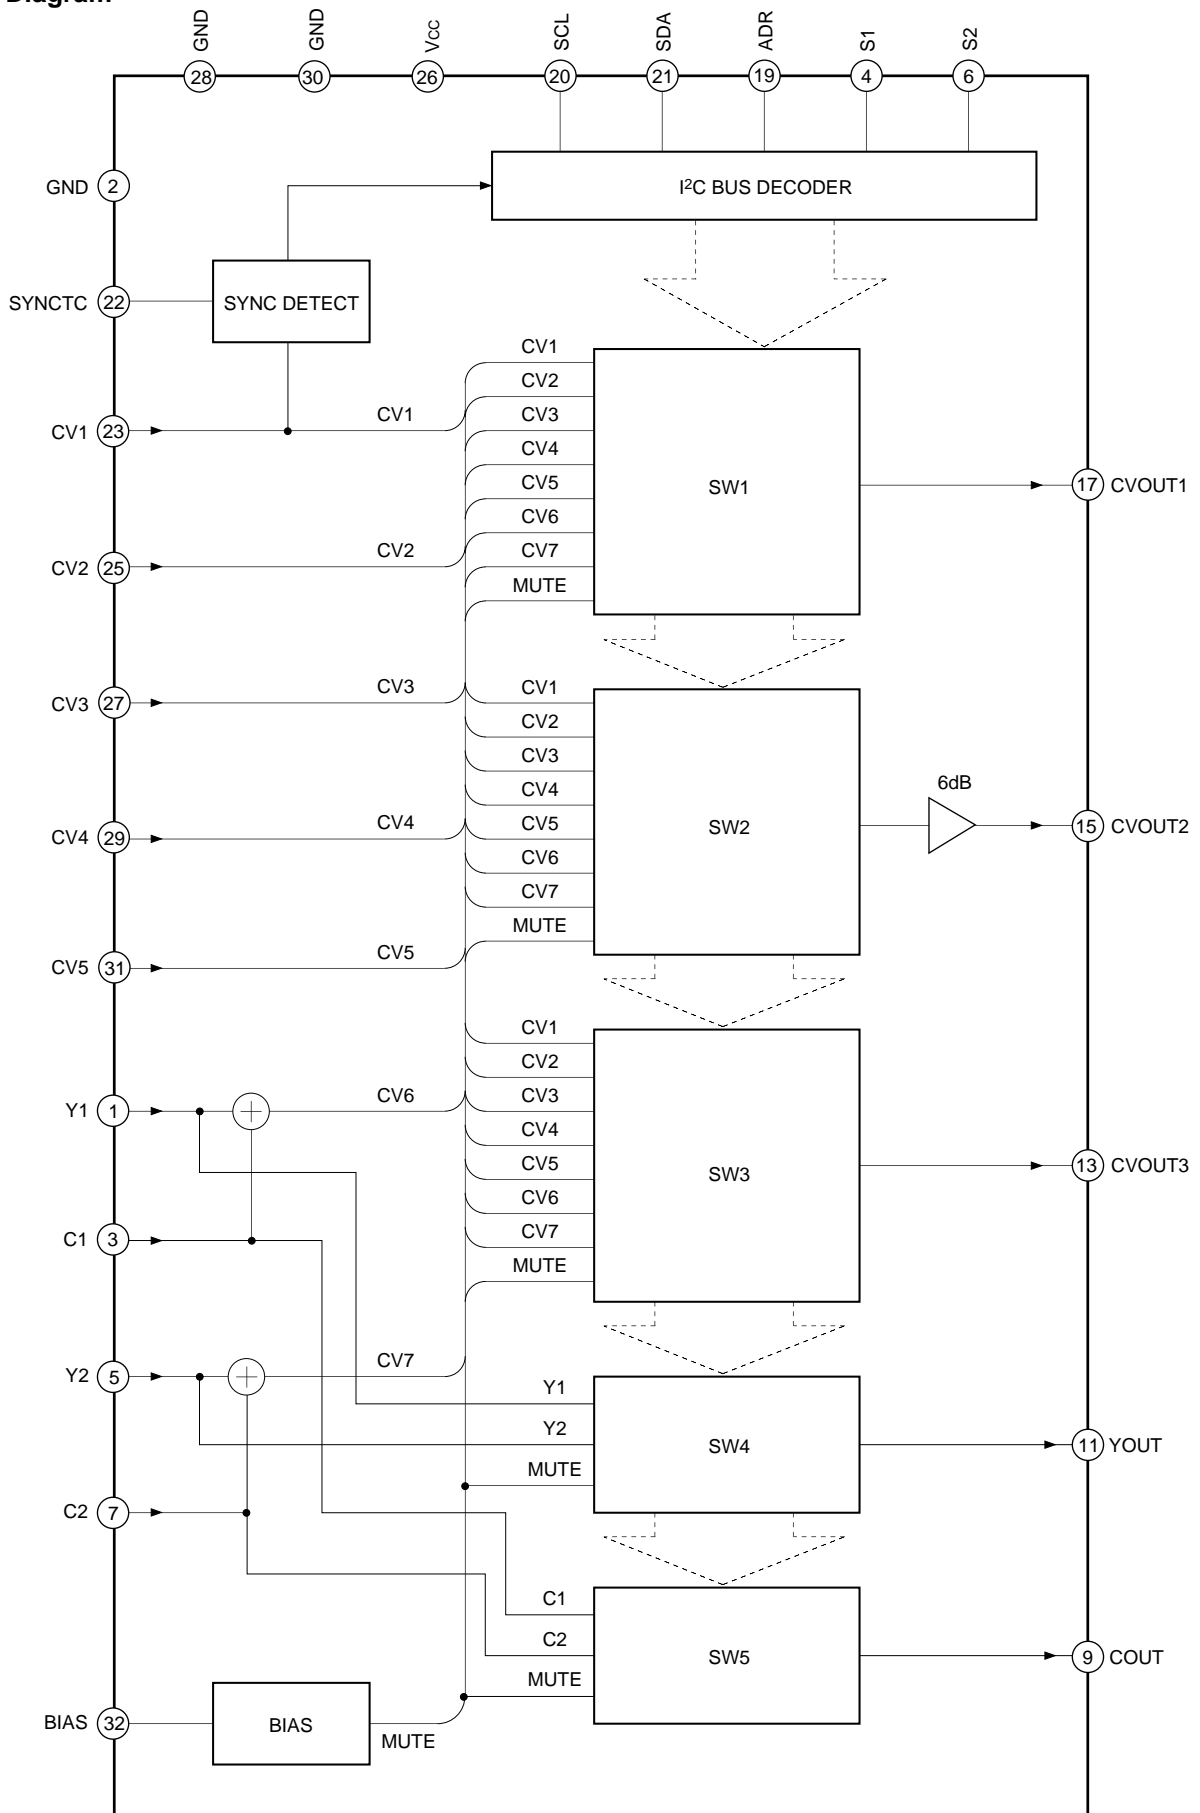 Diagram
GND
GND
Vcc
SCL
SDA
ADR
S1
S2
28
30
26
20
21
19
4
6
I²C BUS DECODER
GND 2
SYNCTC 22
SYNC DETECT
CV1 23
CV1
CV2 25
CV2
CV1
CV2
CV3
CV4
CV5
CV6
CV7
MUTE
SW1
17 CVOUT1
CV3 27
CV3
CV4 29
CV4
CV5 31
CV5
CV1
CV2
CV3
CV4
CV5
CV6
CV7
MUTE
SW2
6dB
15 CVOUT2
Y1 1
CV6
C1 3
CV1
CV2
CV3
CV4
CV5
CV6
CV7
MUTE
SW3
13 CVOUT3
Y2 5
CV7
Y1
Y2
MUTE
SW4
11 YOUT
C2 7
C1
C2
MUTE
SW5
9 COUT
BIAS 32
BIAS
MUTE